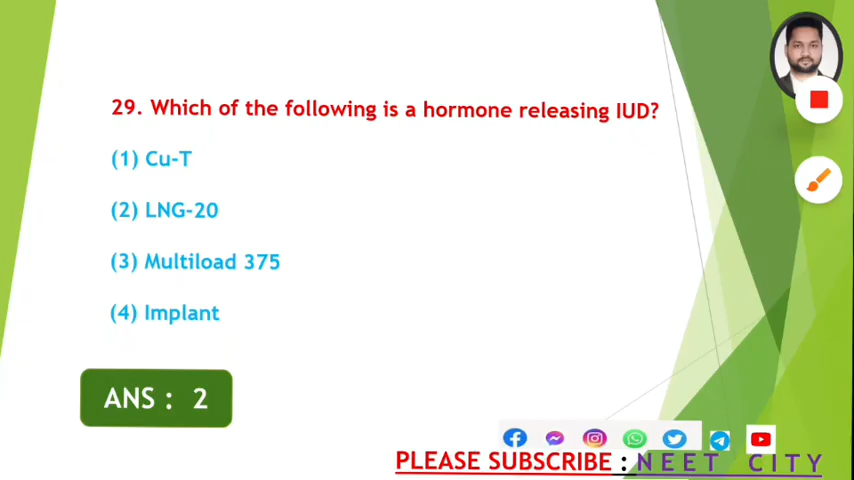 29. Which of the following is a hormone releasing IUD?
(1) Cu-T
(2) LNG-20
(3) Multiload 375
(4) Implant
ANS : 2
PLEASE SUBSCRIBE : NEET CITY